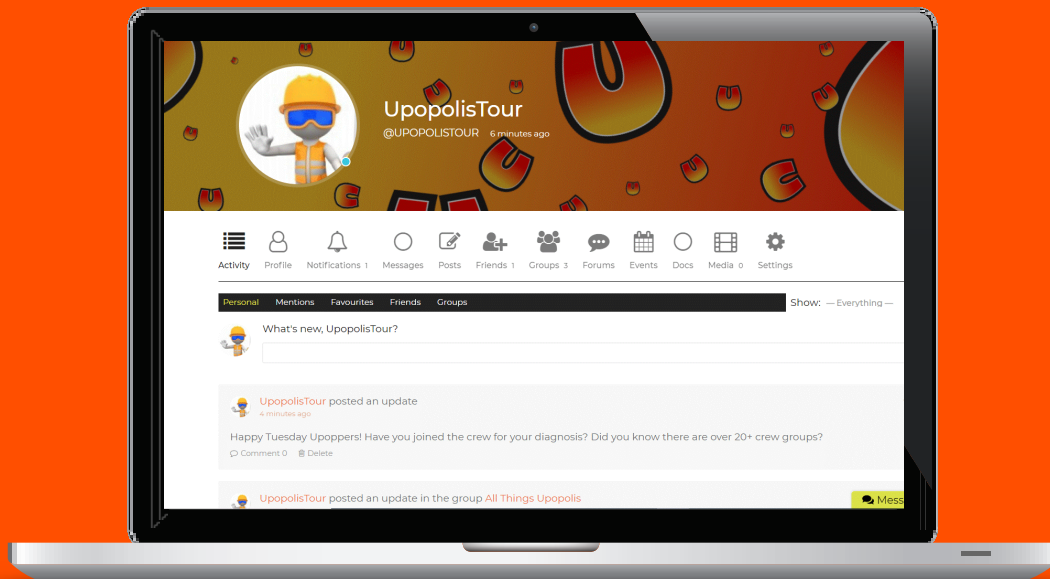 UpopolisTour
@UPOPOLISTOUR 6 minutes ago
Activity Profile Notifications 1 Messages Posts Friends 1 Groups 3 Forums Events Docs Media 0 Settings
Personal Mentions Favourites Friends Groups Show: — Everything —
What's new, UpopolisTour?
UpopolisTour posted an update
4 minutes ago
Happy Tuesday Upoppers! Have you joined the crew for your diagnosis? Did you know there are over 20+ crew groups?
Comment 0 Delete
UpopolisTour posted an update in the group All Things Upopolis
Mess